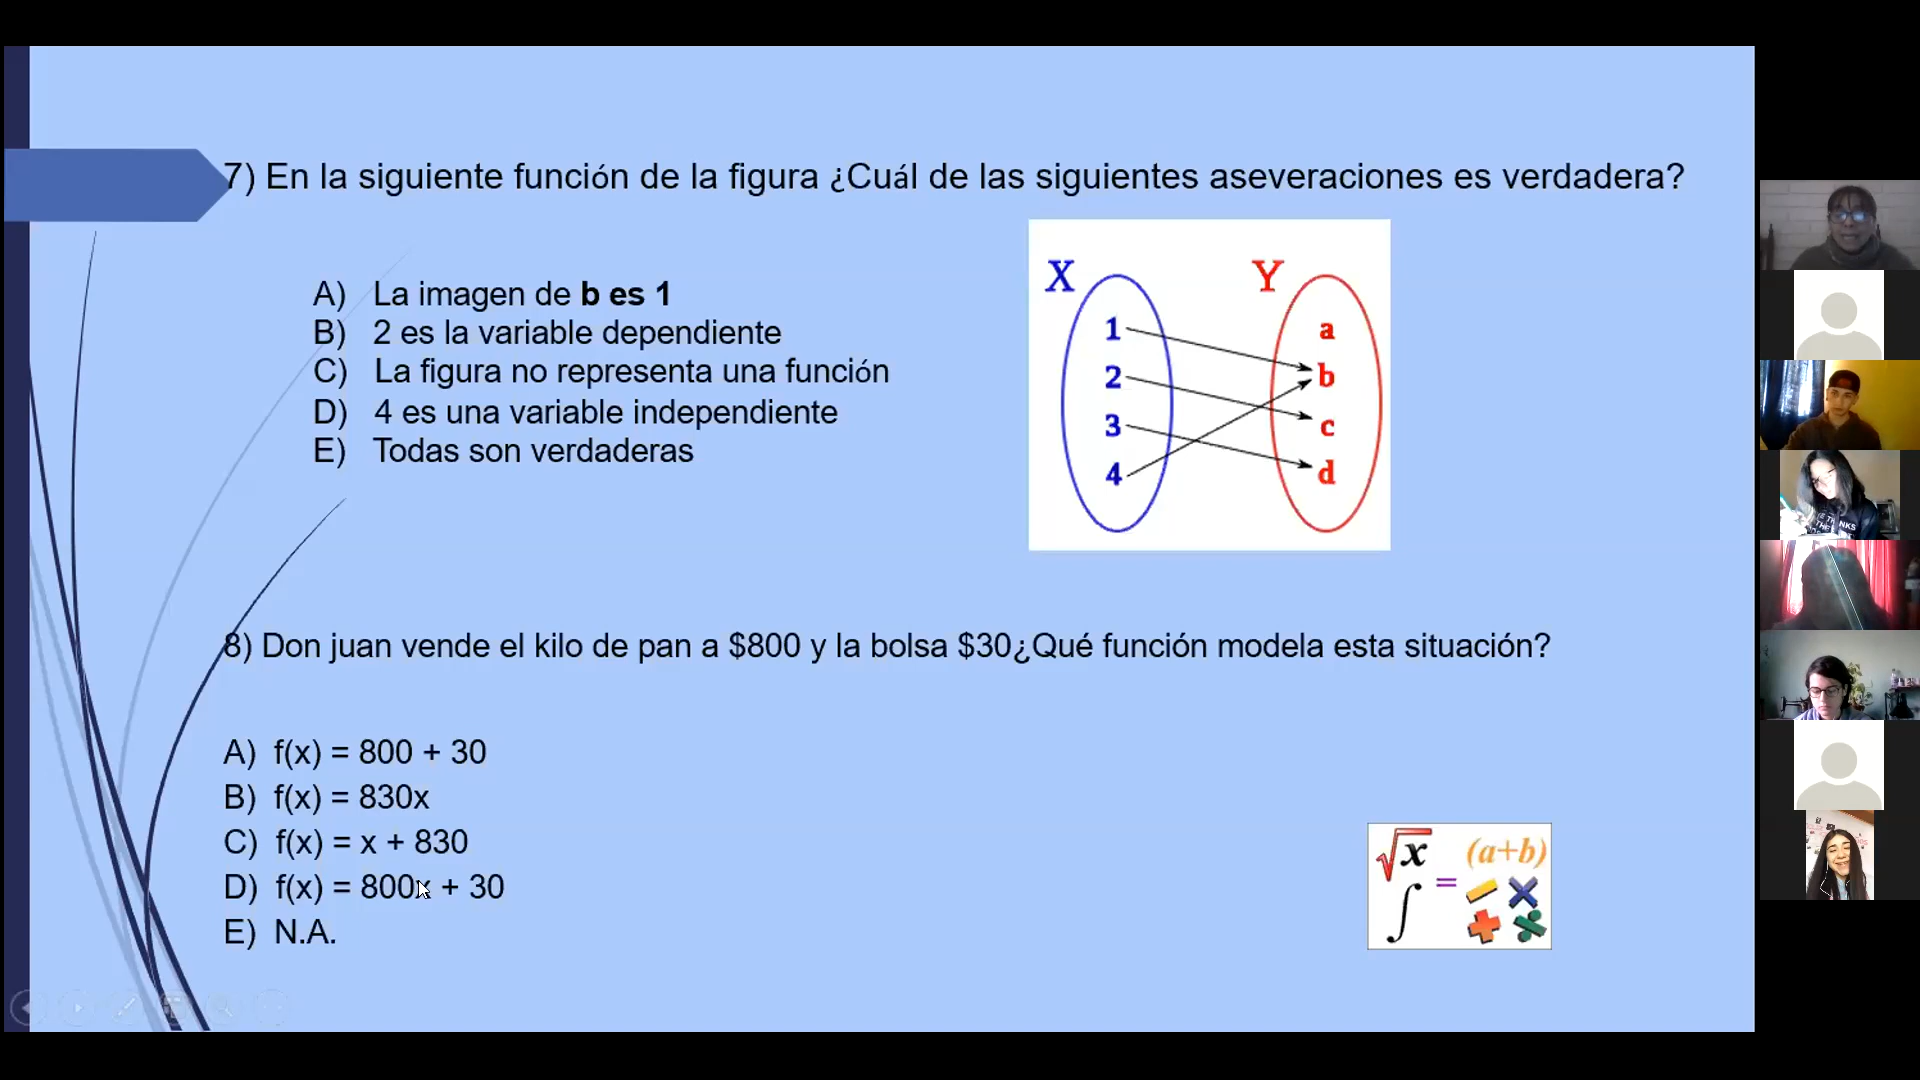 7) En la siguiente función de la figura ¿Cuál de las siguientes aseveraciones es verdadera?
A) La imagen de b es 1
B) 2 es la variable dependiente
C) La figura no representa una función
D) 4 es una variable independiente
E) Todas son verdaderas
X Y
1 a
2 b
3 c
4 d
8) Don juan vende el kilo de pan a $800 y la bolsa $30¿Qué función modela esta situación?
A) f(x) = 800 + 30
B) f(x) = 830x
C) f(x) = x + 830
D) f(x) = 800x + 30
E) N.A.
√x (a+b)
∫ = − × + ÷